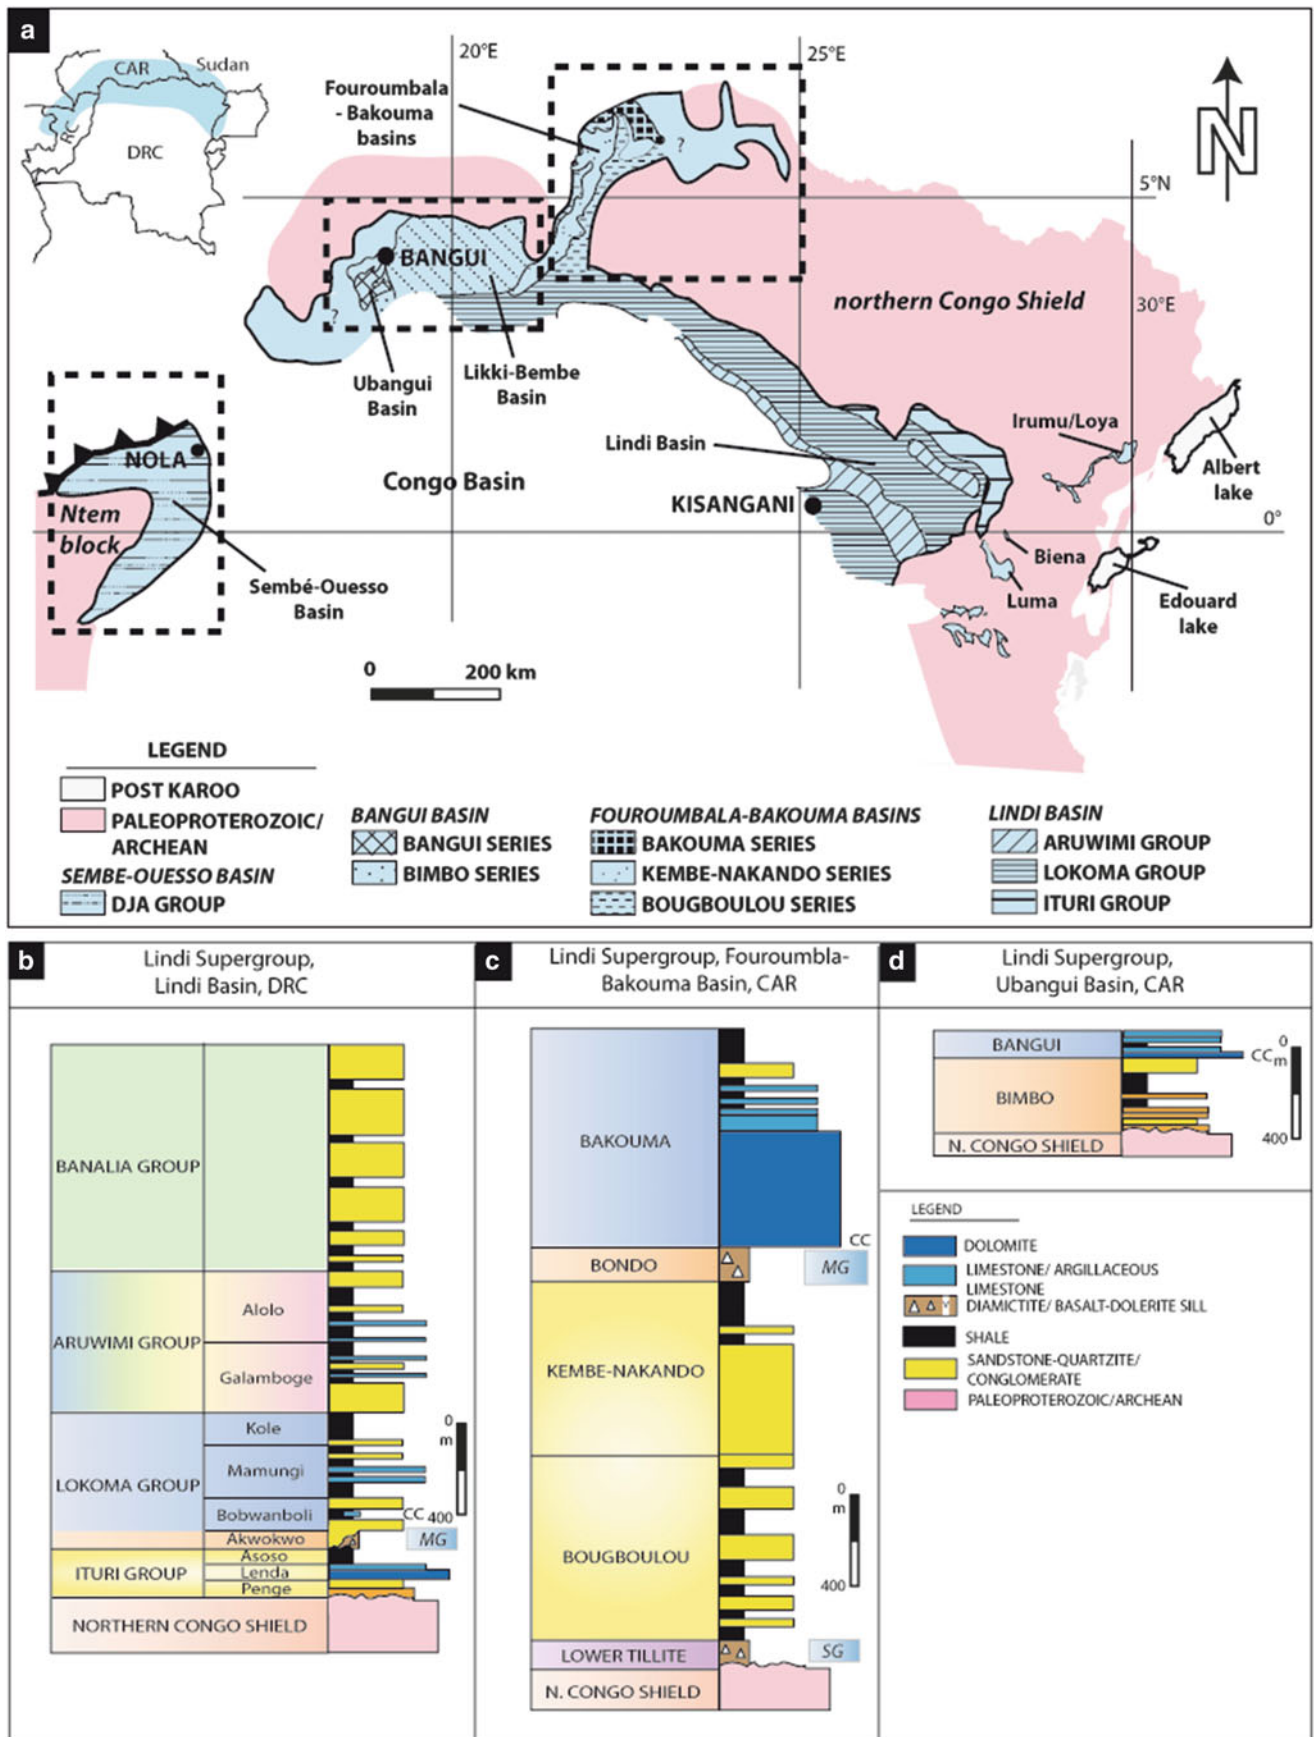 a
CAR
Sudan
RC
DRC
20°E
25°E
Fouroumbala
- Bakouma
basins
?
N
5°N
BANGUI
northern Congo Shield
30°E
?
Ubangui
Basin
Likki-Bembe
Basin
Irumu/Loya
Lindi Basin
NOLA
Albert
lake
Congo Basin
KISANGANI
Ntem
block
0°
Biena
Sembé-Ouesso
Basin
Luma
Edouard
lake
0
200 km
LEGEND
POST KAROO
PALEOPROTEROZOIC/
ARCHEAN
SEMBE-OUESSO BASIN
DJA GROUP
BANGUI BASIN
BANGUI SERIES
BIMBO SERIES
FOUROUMBALA-BAKOUMA BASINS
BAKOUMA SERIES
KEMBE-NAKANDO SERIES
BOUGBOULOU SERIES
LINDI BASIN
ARUWIMI GROUP
LOKOMA GROUP
ITURI GROUP
b
Lindi Supergroup,
Lindi Basin, DRC
BANALIA GROUP
ARUWIMI GROUP
Alolo
Galamboge
LOKOMA GROUP
Kole
Mamungi
Bobwanboli
Akwokwo
0
m
400
CC
MG
ITURI GROUP
Asoso
Lenda
Penge
NORTHERN CONGO SHIELD
c
Lindi Supergroup, Fouroumbla-
Bakouma Basin, CAR
BAKOUMA
CC
BONDO
MG
KEMBE-NAKANDO
BOUGBOULOU
0
m
400
LOWER TILLITE
SG
N. CONGO SHIELD
d
Lindi Supergroup,
Ubangui Basin, CAR
BANGUI
CC
BIMBO
N. CONGO SHIELD
0
m
400
LEGEND
DOLOMITE
LIMESTONE/ ARGILLACEOUS
LIMESTONE
DIAMICTITE/ BASALT-DOLERITE SILL
SHALE
SANDSTONE-QUARTZITE/
CONGLOMERATE
PALEOPROTEROZOIC/ARCHEAN